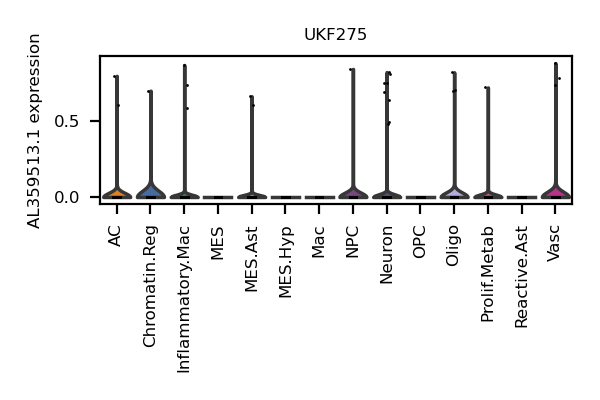 UKF275
AL359513.1 expression
0.5
0.0
AC
Chromatin.Reg
Inflammatory.Mac
MES
MES.Ast
MES.Hyp
Mac
NPC
Neuron
OPC
Oligo
Prolif.Metab
Reactive.Ast
Vasc